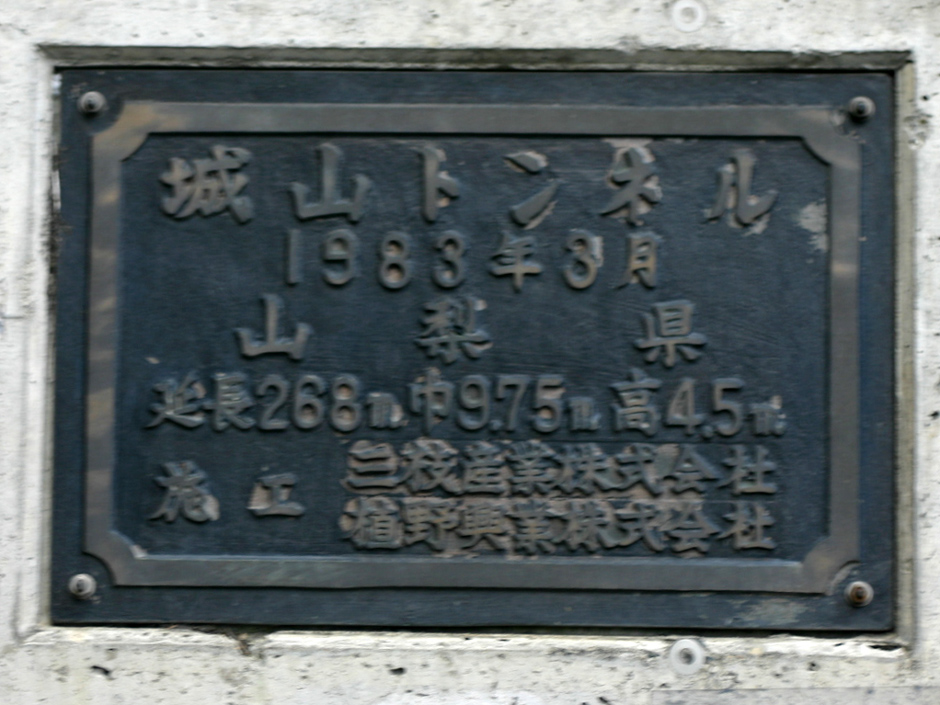 城山トンネル
1983年3月
山梨県
延長268m 巾9.75m 高4.5m
施工 三枝産業株式会社
植野興業株式会社